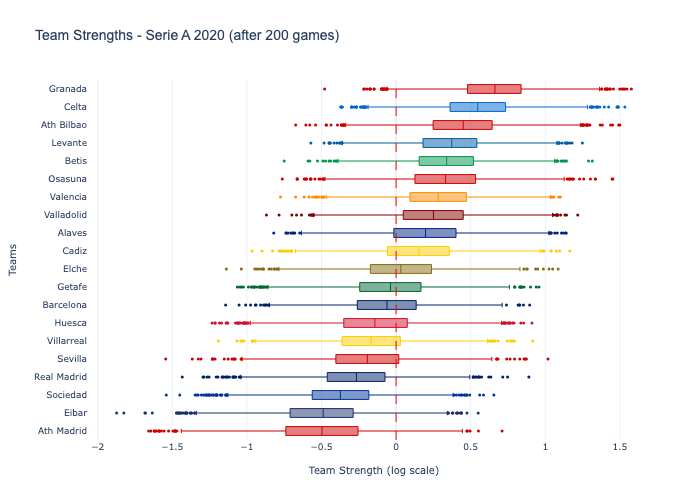 Team Strengths - Serie A 2020 (after 200 games)
Granada
Celta
Ath Bilbao
Levante
Betis
Osasuna
Valencia
Valladolid
Alaves
Cadiz
Elche
Getafe
Barcelona
Huesca
Villarreal
Sevilla
Real Madrid
Sociedad
Eibar
Ath Madrid
Teams
−2 −1.5 −1 −0.5 0 0.5 1 1.5
Team Strength (log scale)